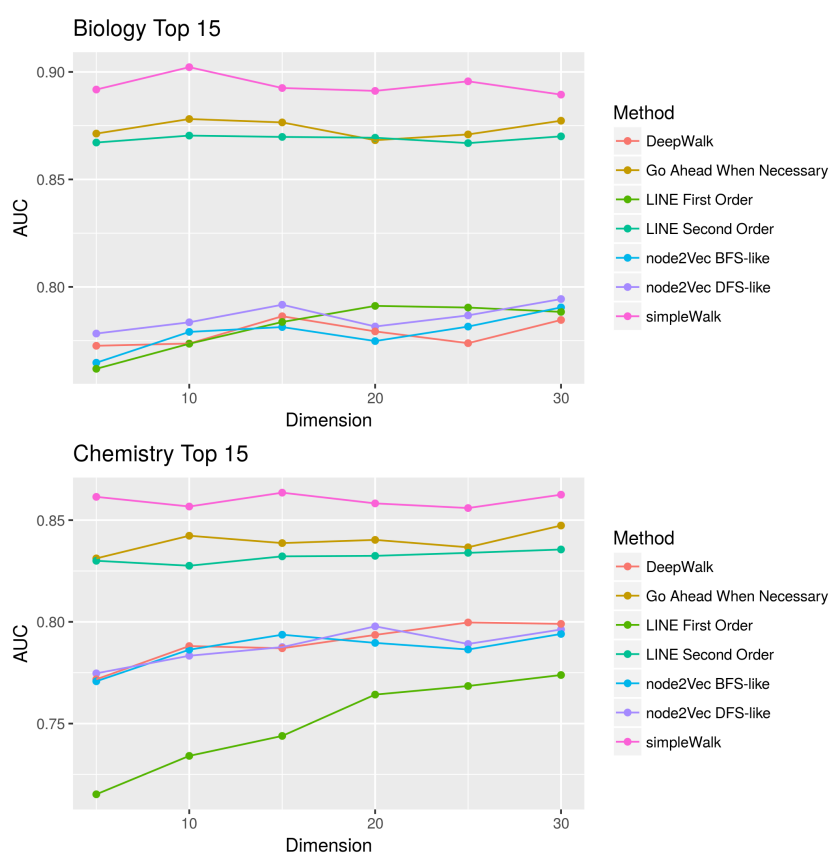 Biology Top 15
0.90
0.85
0.80
AUC
10
20
30
Dimension
Method
DeepWalk
Go Ahead When Necessary
LINE First Order
LINE Second Order
node2Vec BFS-like
node2Vec DFS-like
simpleWalk
Chemistry Top 15
0.85
0.80
0.75
AUC
10
20
30
Dimension
Method
DeepWalk
Go Ahead When Necessary
LINE First Order
LINE Second Order
node2Vec BFS-like
node2Vec DFS-like
simpleWalk